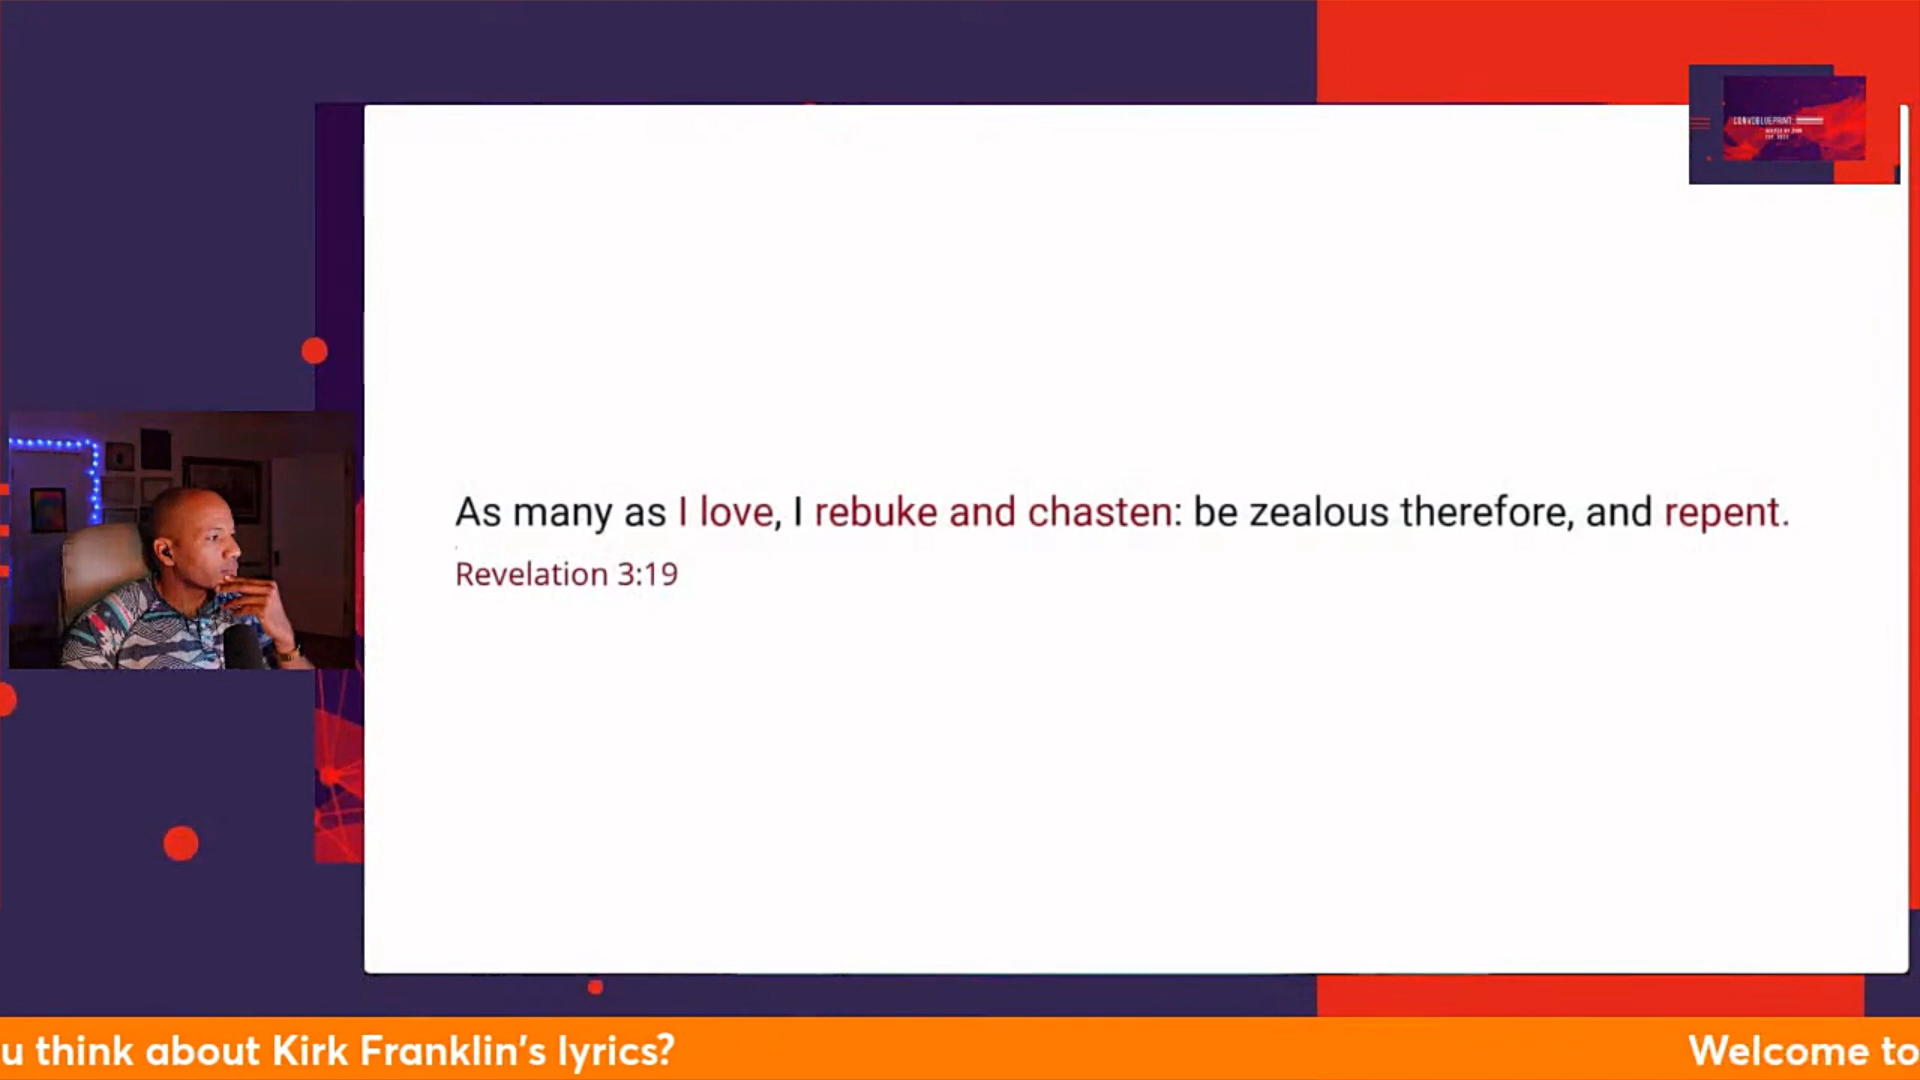 CONVOBLUEPRINT:
As many as I love, I rebuke and chasten: be zealous therefore, and repent.
Revelation 3:19
u think about Kirk Franklin's lyrics?
Welcome to